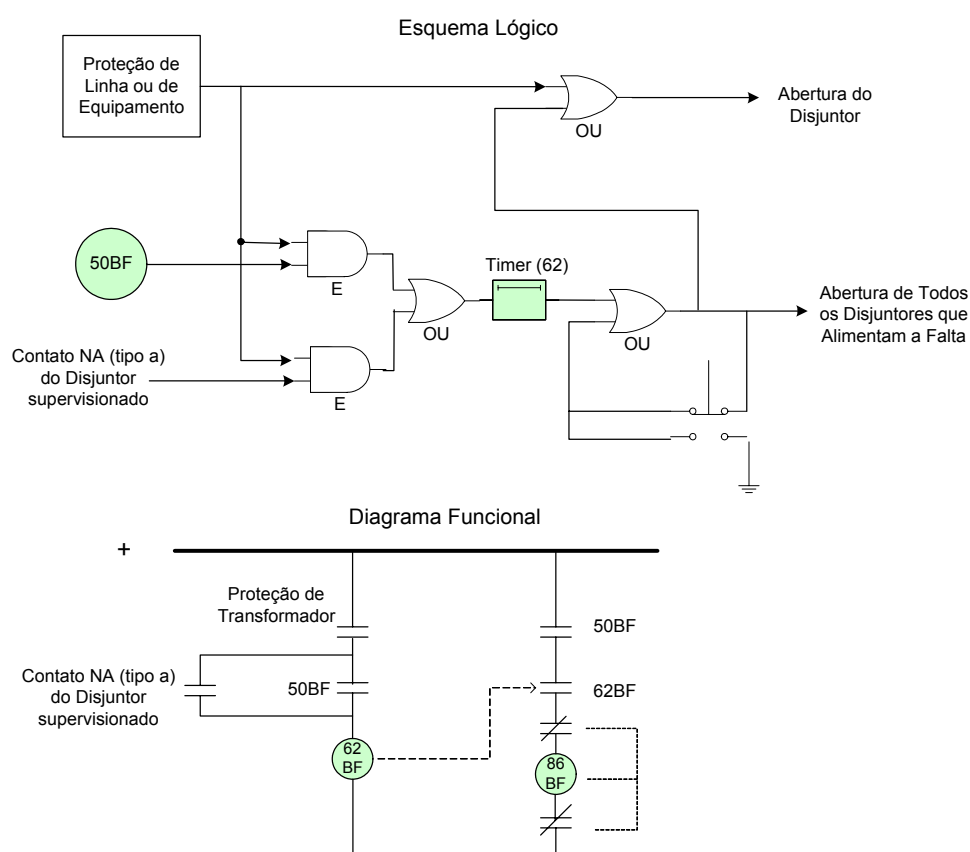 Esquema Lógico
Proteção de
Linha ou de
Equipamento
OU
Abertura do
Disjuntor
50BF
E
OU
Timer (62)
OU
Abertura de Todos
os Disjuntores que
Alimentam a Falta
Contato NA (tipo a)
do Disjuntor
supervisionado
E
Diagrama Funcional
+
Proteção de
Transformador
50BF
Contato NA (tipo a)
do Disjuntor
supervisionado
50BF
62BF
62
BF
86
BF